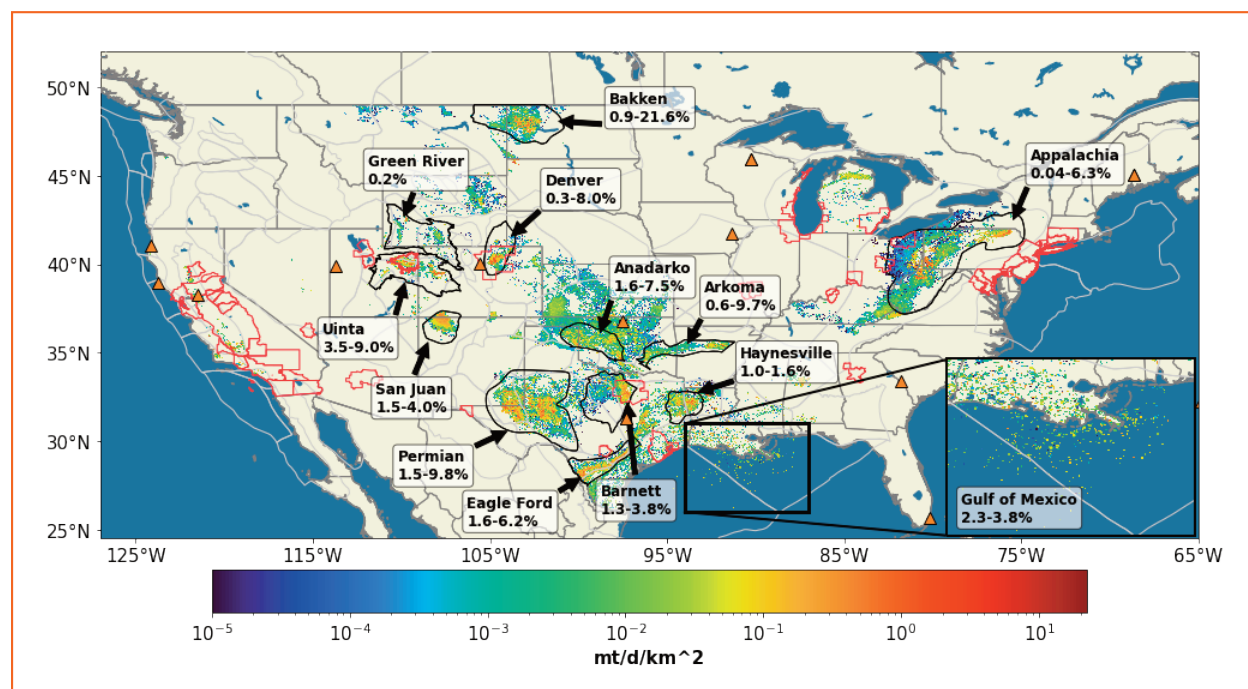 50°N
45°N
40°N
35°N
30°N
25°N
Bakken
0.9-21.6%
Green River
0.2%
Denver
0.3-8.0%
Appalachia
0.04-6.3%
Anadarko
1.6-7.5%
Arkoma
0.6-9.7%
Uinta
3.5-9.0%
Haynesville
1.0-1.6%
San Juan
1.5-4.0%
Permian
1.5-9.8%
Eagle Ford
1.6-6.2%
Barnett
1.3-3.8%
Gulf of Mexico
2.3-3.8%
125°W 115°W 105°W 95°W 85°W 75°W 65°W
10^-5 10^-4 10^-3 10^-2 10^-1 10^0 10^1
mt/d/km^2